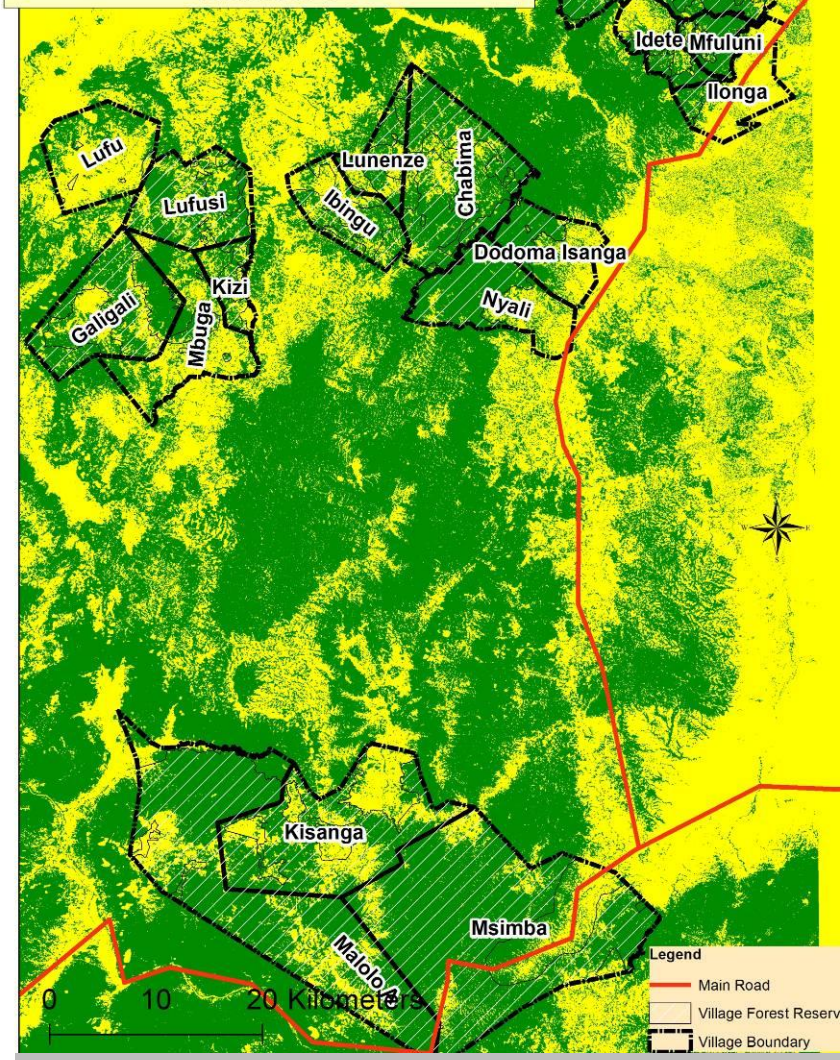 Idete Mfuluni
Ilonga
Lufu
Lunenze
Chabima
Lufusi
Ibingu
Dodoma Isanga
Kizi
Nyali
Galigali
Mbuga
Kisanga
Msimba
Malolo A
Legend
Main Road
Village Forest Reserv
Village Boundary
0 10 20 Kilometers